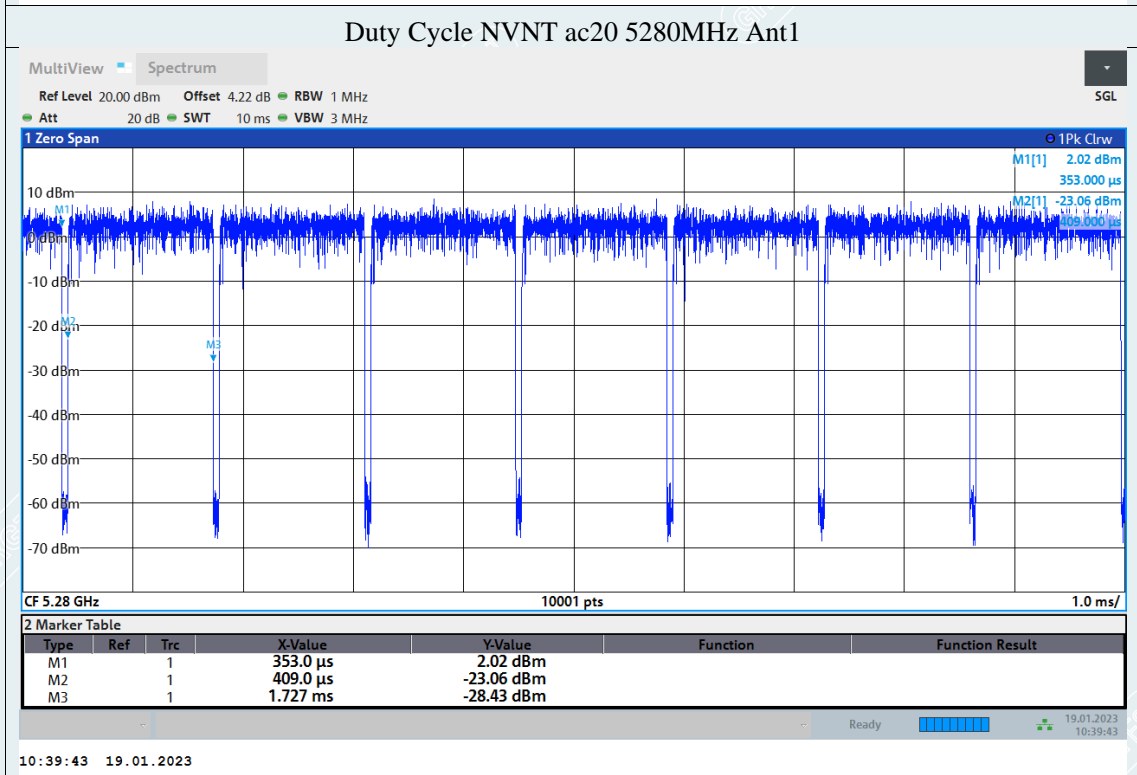 Duty Cycle NVNT ac20 5280MHz Ant1
MultiView Spectrum
Ref Level 20.00 dBm Offset 4.22 dB RBW 1 MHz SGL
Att 20 dB SWT 10 ms VBW 3 MHz
1 Zero Span 1Pk Clrw
M1[1] 2.02 dBm
353.000 µs
10 dBm
M1
M2[1] -23.06 dBm
409.000 µs
0 dBm
-10 dBm
-20 dBm
M2
M3
-30 dBm
-40 dBm
-50 dBm
-60 dBm
-70 dBm
CF 5.28 GHz 10001 pts 1.0 ms/
2 Marker Table
Type Ref Trc X-Value Y-Value Function Function Result
M1 1 353.0 µs 2.02 dBm
M2 1 409.0 µs -23.06 dBm
M3 1 1.727 ms -28.43 dBm
Ready 19.01.2023
10:39:43
10:39:43 19.01.2023